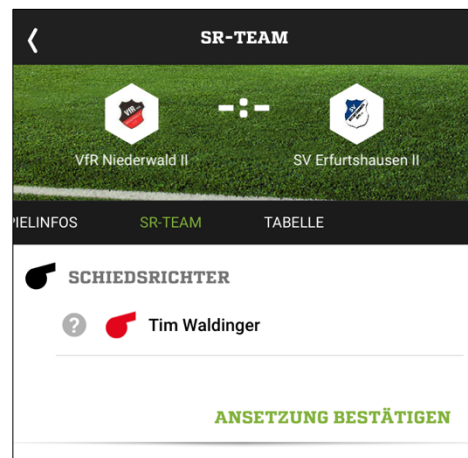 SR-TEAM
-:-
VfR Niederwald II
SV Erfurtshausen II
IELINFOS
SR-TEAM
TABELLE
SCHIEDSRICHTER
?
Tim Waldinger
ANSETZUNG BESTÄTIGEN